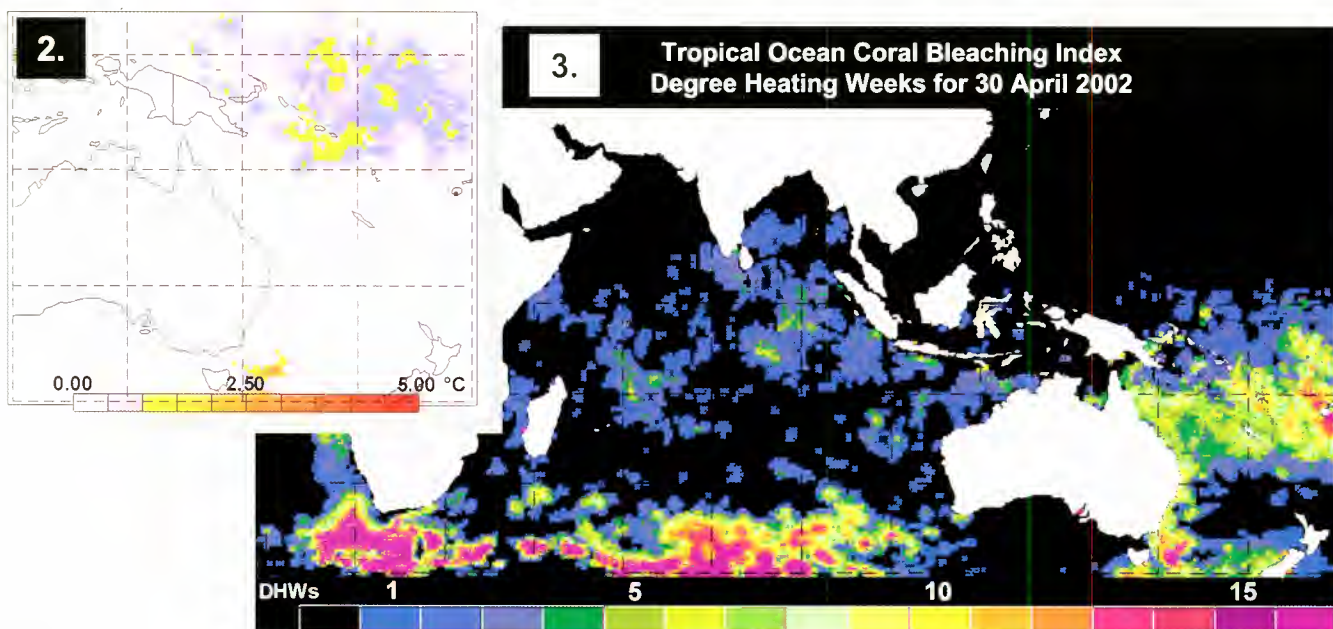 2.
0.00 2.50 5.00 °C
3.
Tropical Ocean Coral Bleaching Index
Degree Heating Weeks for 30 April 2002
DHWs 1 5 10 15